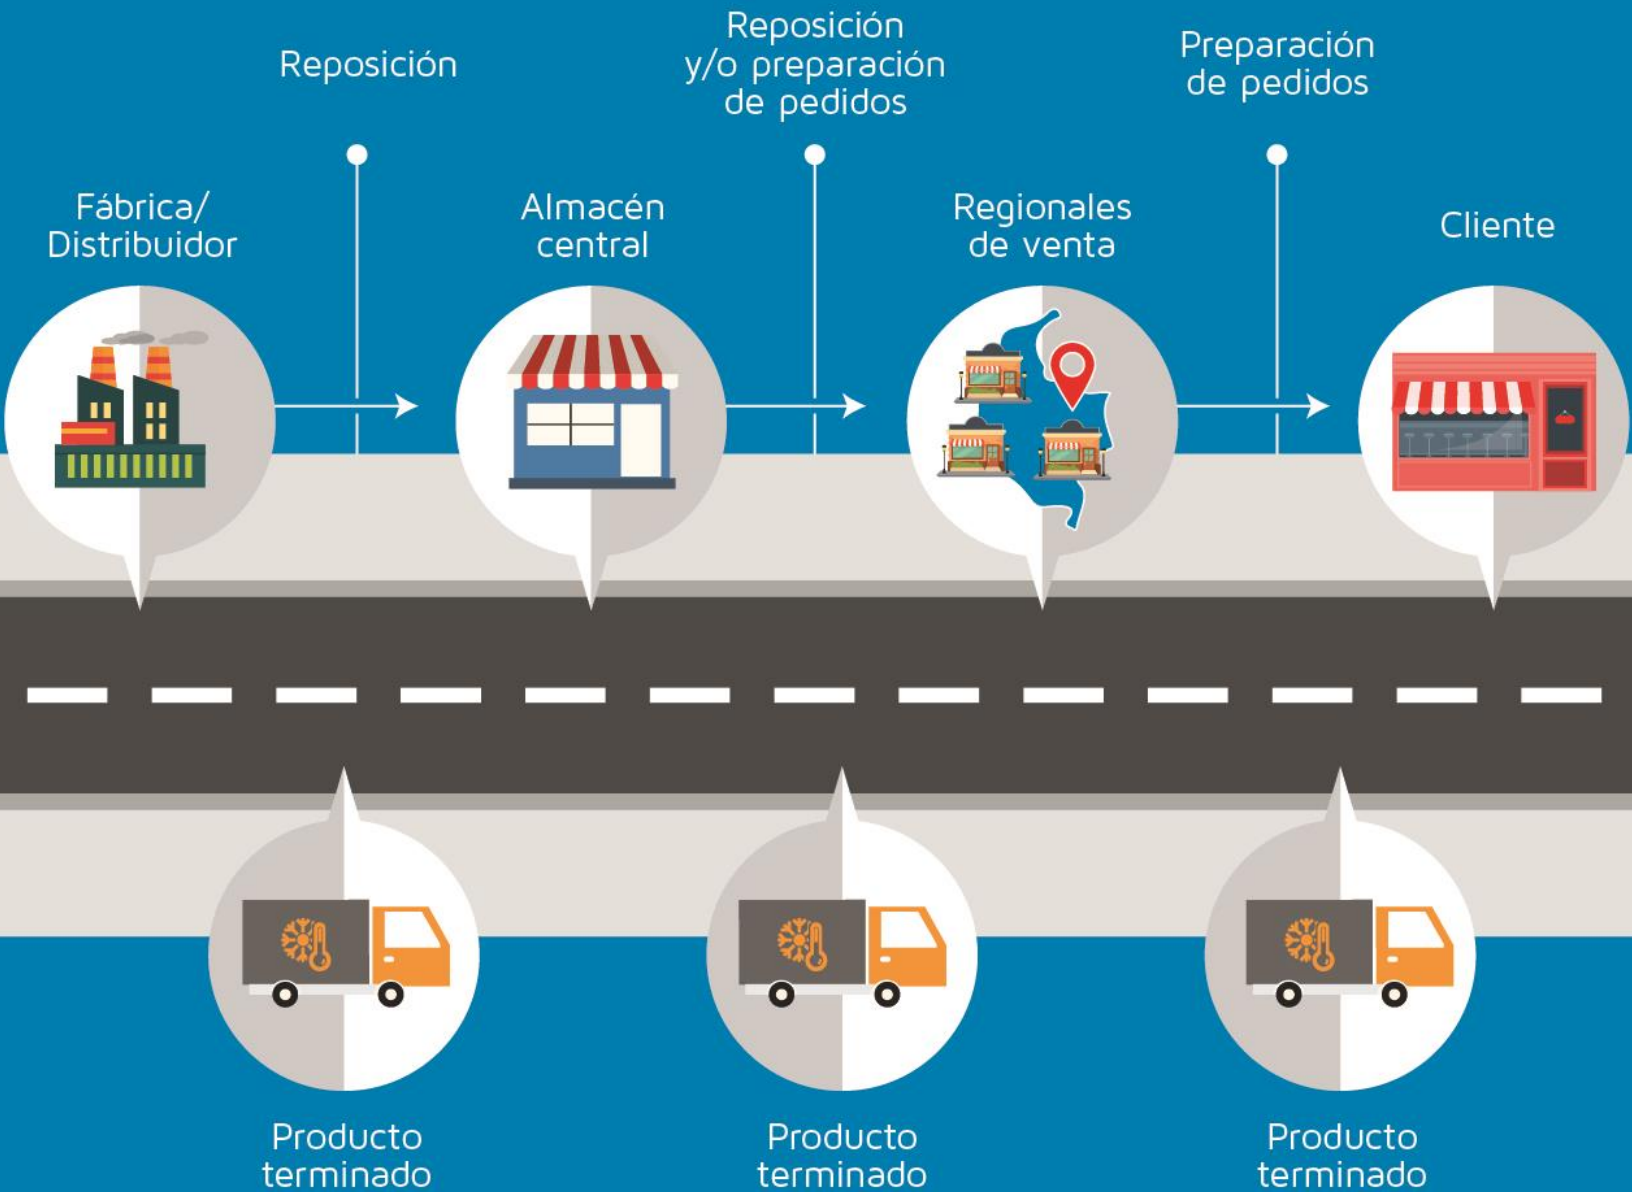 Reposición
Reposición
y/o preparación
de pedidos
Preparación
de pedidos
Fábrica/
Distribuidor
Almacén
central
Regionales
de venta
Cliente
Producto
terminado
Producto
terminado
Producto
terminado